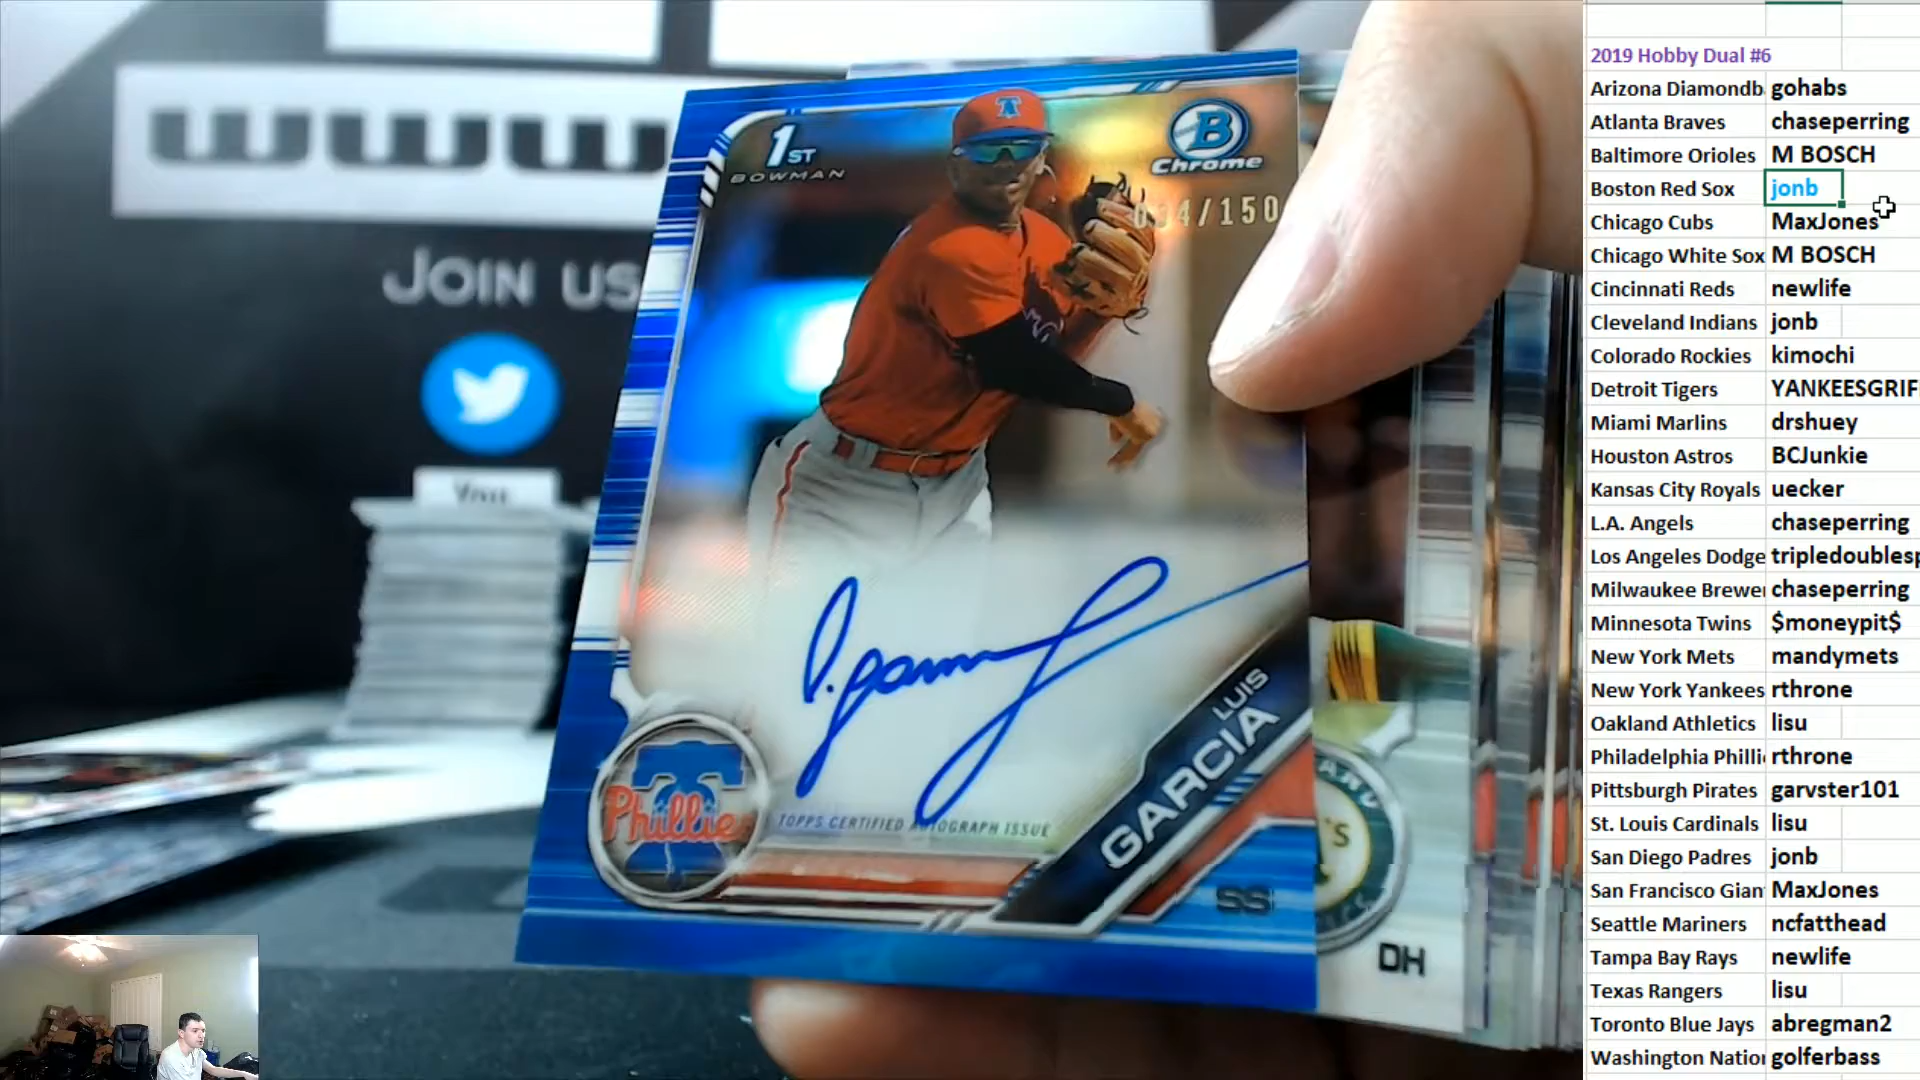 www
JOIN US
You
1ST
BOWMAN
B
Chrome
/150
LUIS
GARCIA
Phillies
TOPPS CERTIFIED AUTOGRAPH ISSUE
SS
DH
2019 Hobby Dual #6
Arizona Diamondb gohabs
Atlanta Braves chaseperring
Baltimore Orioles M BOSCH
Boston Red Sox jonb
Chicago Cubs MaxJones
Chicago White Sox M BOSCH
Cincinnati Reds newlife
Cleveland Indians jonb
Colorado Rockies kimochi
Detroit Tigers YANKEESGRIF
Miami Marlins drshuey
Houston Astros BCJunkie
Kansas City Royals uecker
L.A. Angels chaseperring
Los Angeles Dodge tripledoublesp
Milwaukee Brewe chaseperring
Minnesota Twins $moneypit$
New York Mets mandymets
New York Yankees rthrone
Oakland Athletics lisu
Philadelphia Philli rthrone
Pittsburgh Pirates garvster101
St. Louis Cardinals lisu
San Diego Padres jonb
San Francisco Gian MaxJones
Seattle Mariners ncfatthead
Tampa Bay Rays newlife
Texas Rangers lisu
Toronto Blue Jays abregman2
Washington Natio golferbass